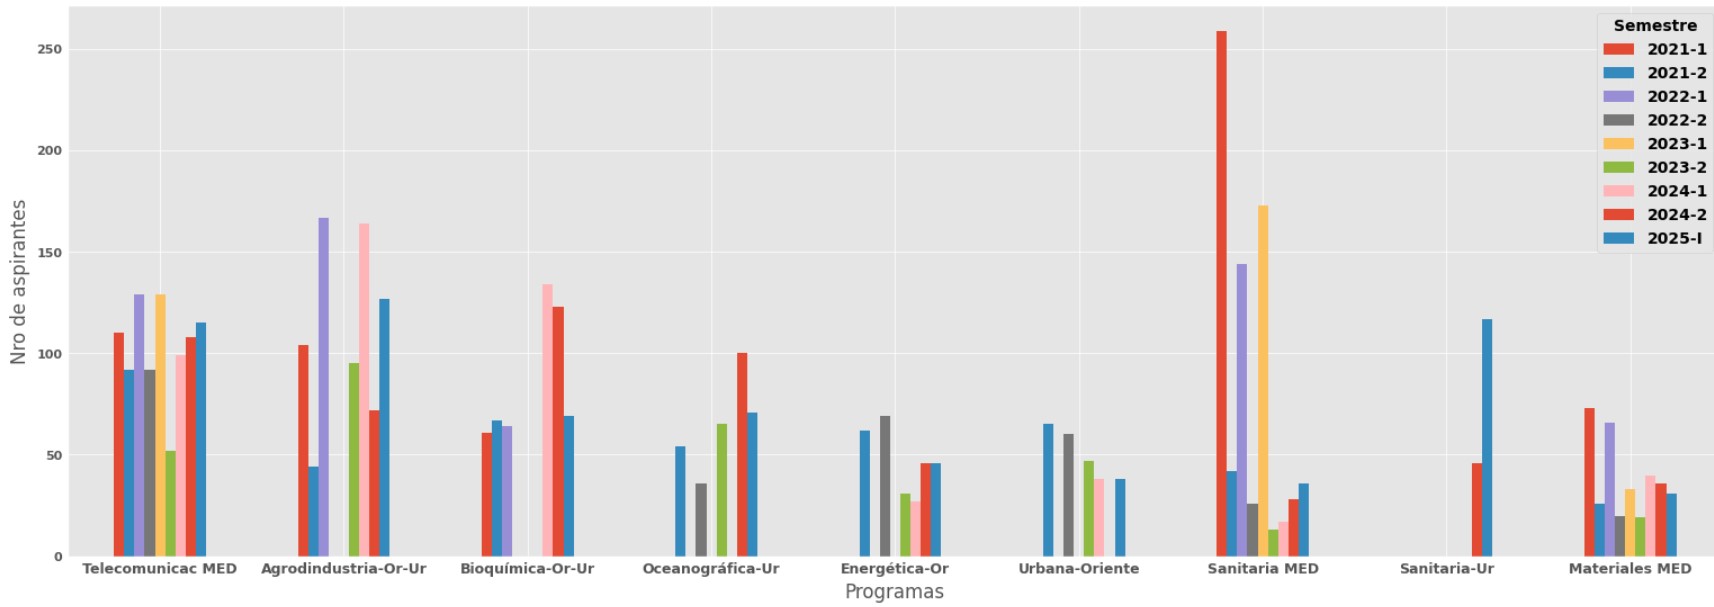 Semestre
2021-1
2021-2
2022-1
2022-2
2023-1
2023-2
2024-1
2024-2
2025-I
Nro de aspirantes
250
200
150
100
50
0
Telecomunicac MED Agrodindustria-Or-Ur Bioquímica-Or-Ur Oceanográfica-Ur Energética-Or Urbana-Oriente Sanitaria MED Sanitaria-Ur Materiales MED
Programas